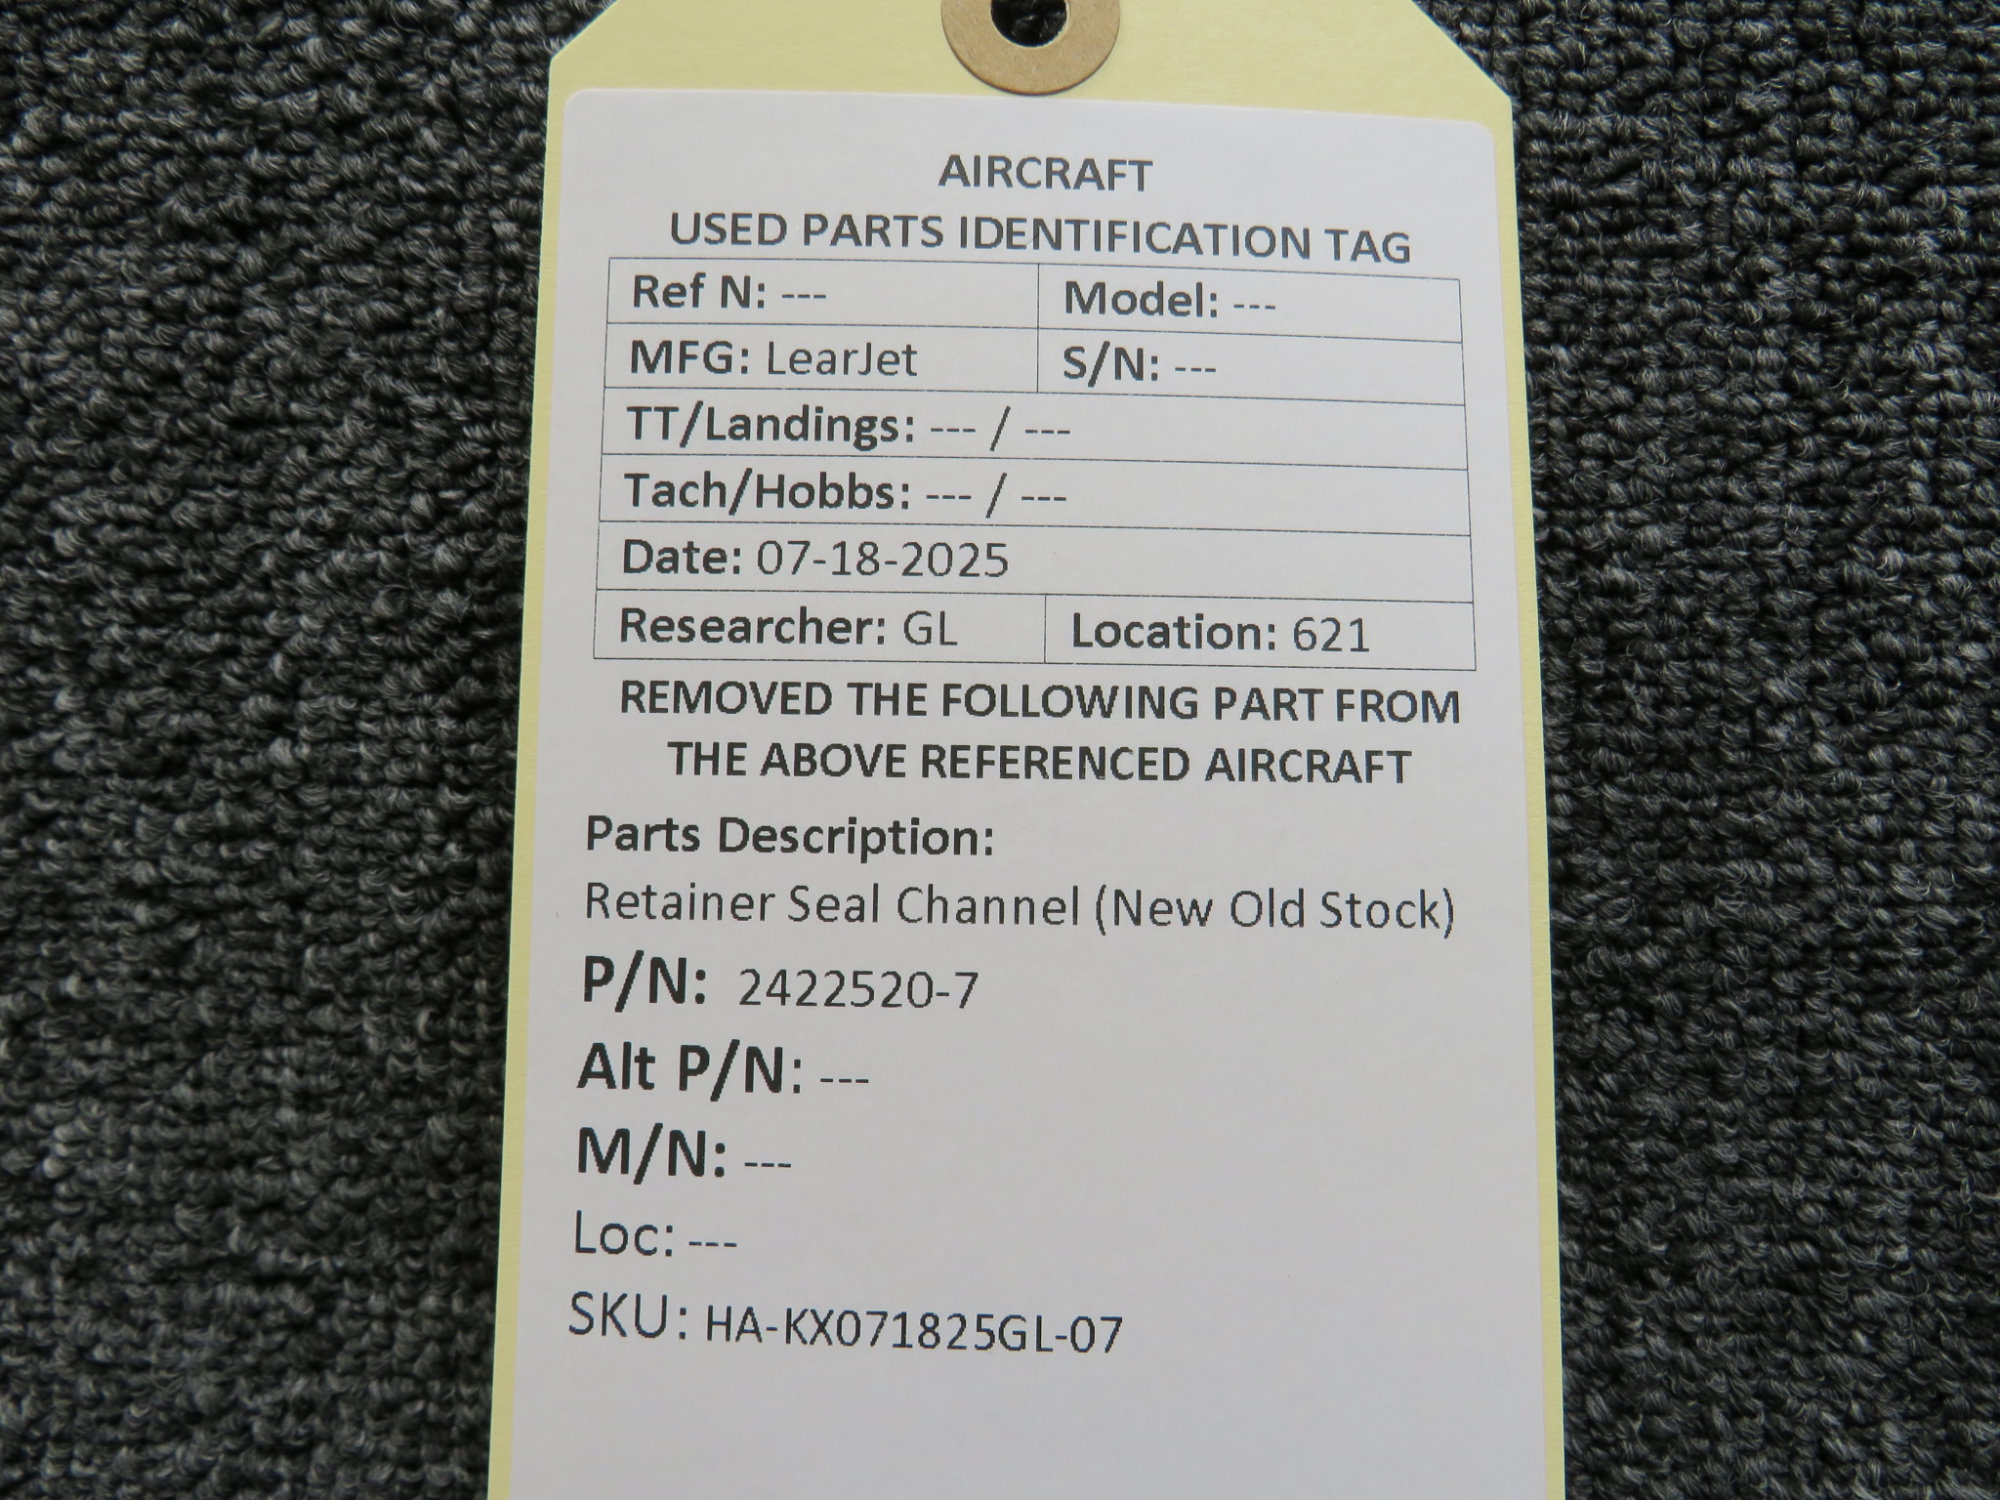 AIRCRAFT
USED PARTS IDENTIFICATION TAG
Ref N: --- Model: ---
MFG: LearJet S/N: ---
TT/Landings: --- / ---
Tach/Hobbs: --- / ---
Date: 07-18-2025
Researcher: GL Location: 621
REMOVED THE FOLLOWING PART FROM
THE ABOVE REFERENCED AIRCRAFT
Parts Description:
Retainer Seal Channel (New Old Stock)
P/N: 2422520-7
Alt P/N: ---
M/N: ---
Loc: ---
SKU: HA-KX071825GL-07